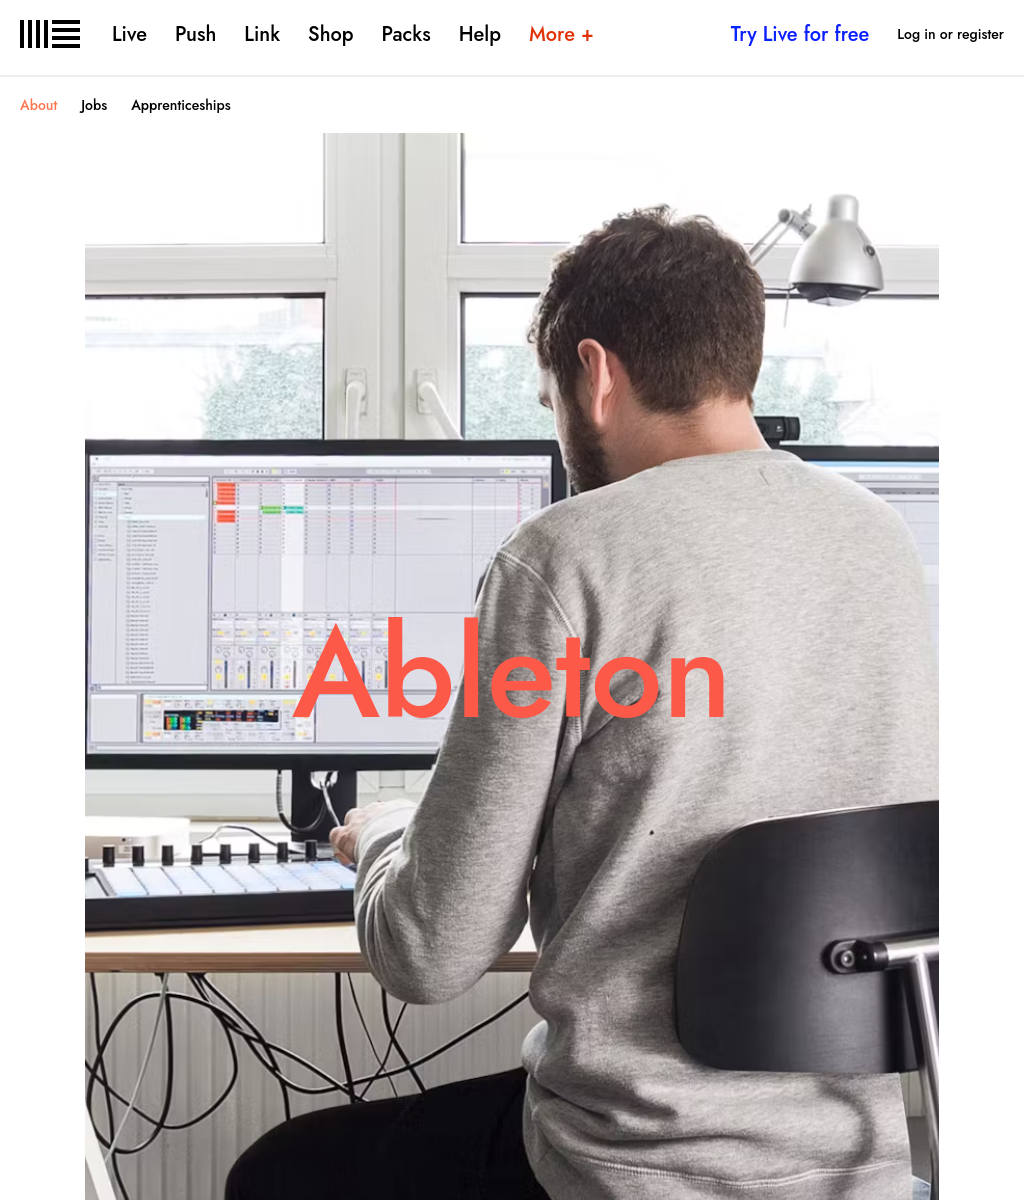 Live Push Link Shop Packs Help More + Try Live for free Log in or register
About Jobs Apprenticeships
Ableton